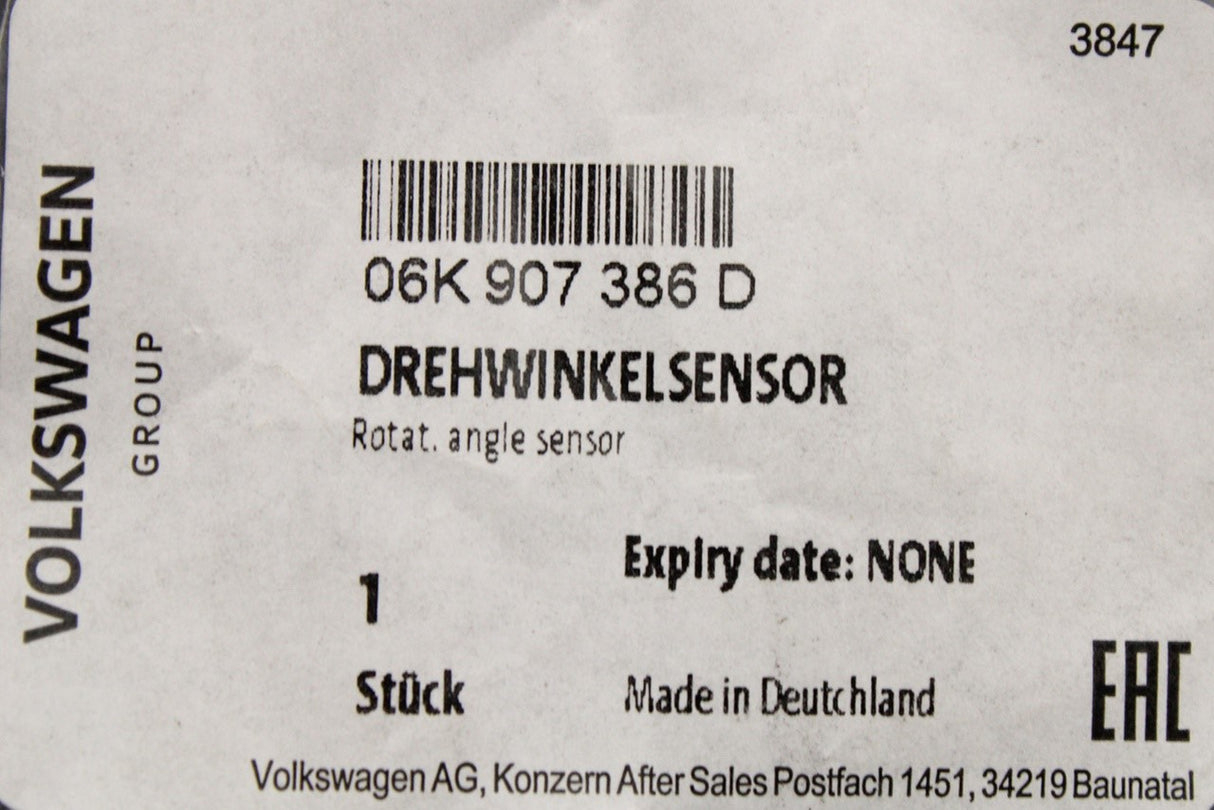 3847
VOLKSWAGEN
GROUP
06K 907 386 D
DREHWINKELSENSOR
Rotat. angle sensor
Expiry date: NONE
1
Stück
Made in Deutchland
EAC
Volkswagen AG, Konzern After Sales Postfach 1451, 34219 Baunatal